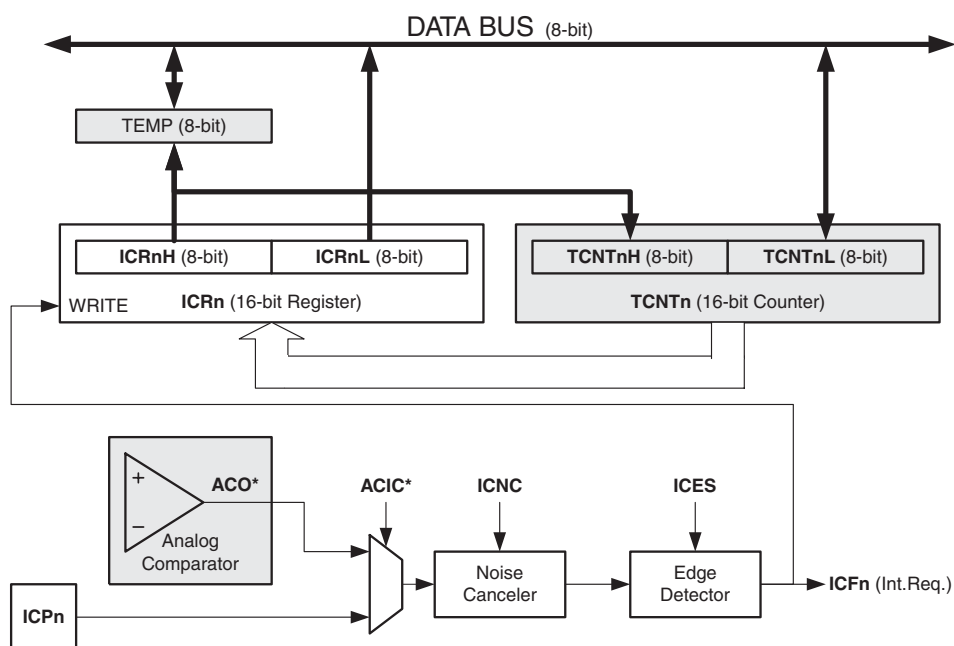 DATA BUS (8-bit)
TEMP (8-bit)
ICRnH (8-bit) ICRnL (8-bit) TCNTnH (8-bit) TCNTnL (8-bit)
WRITE ICRn (16-bit Register) TCNTn (16-bit Counter)
+
ACO* ACIC* ICNC ICES
−
Analog
Comparator
Noise
Canceler
Edge
Detector
ICFn (Int.Req.)
ICPn